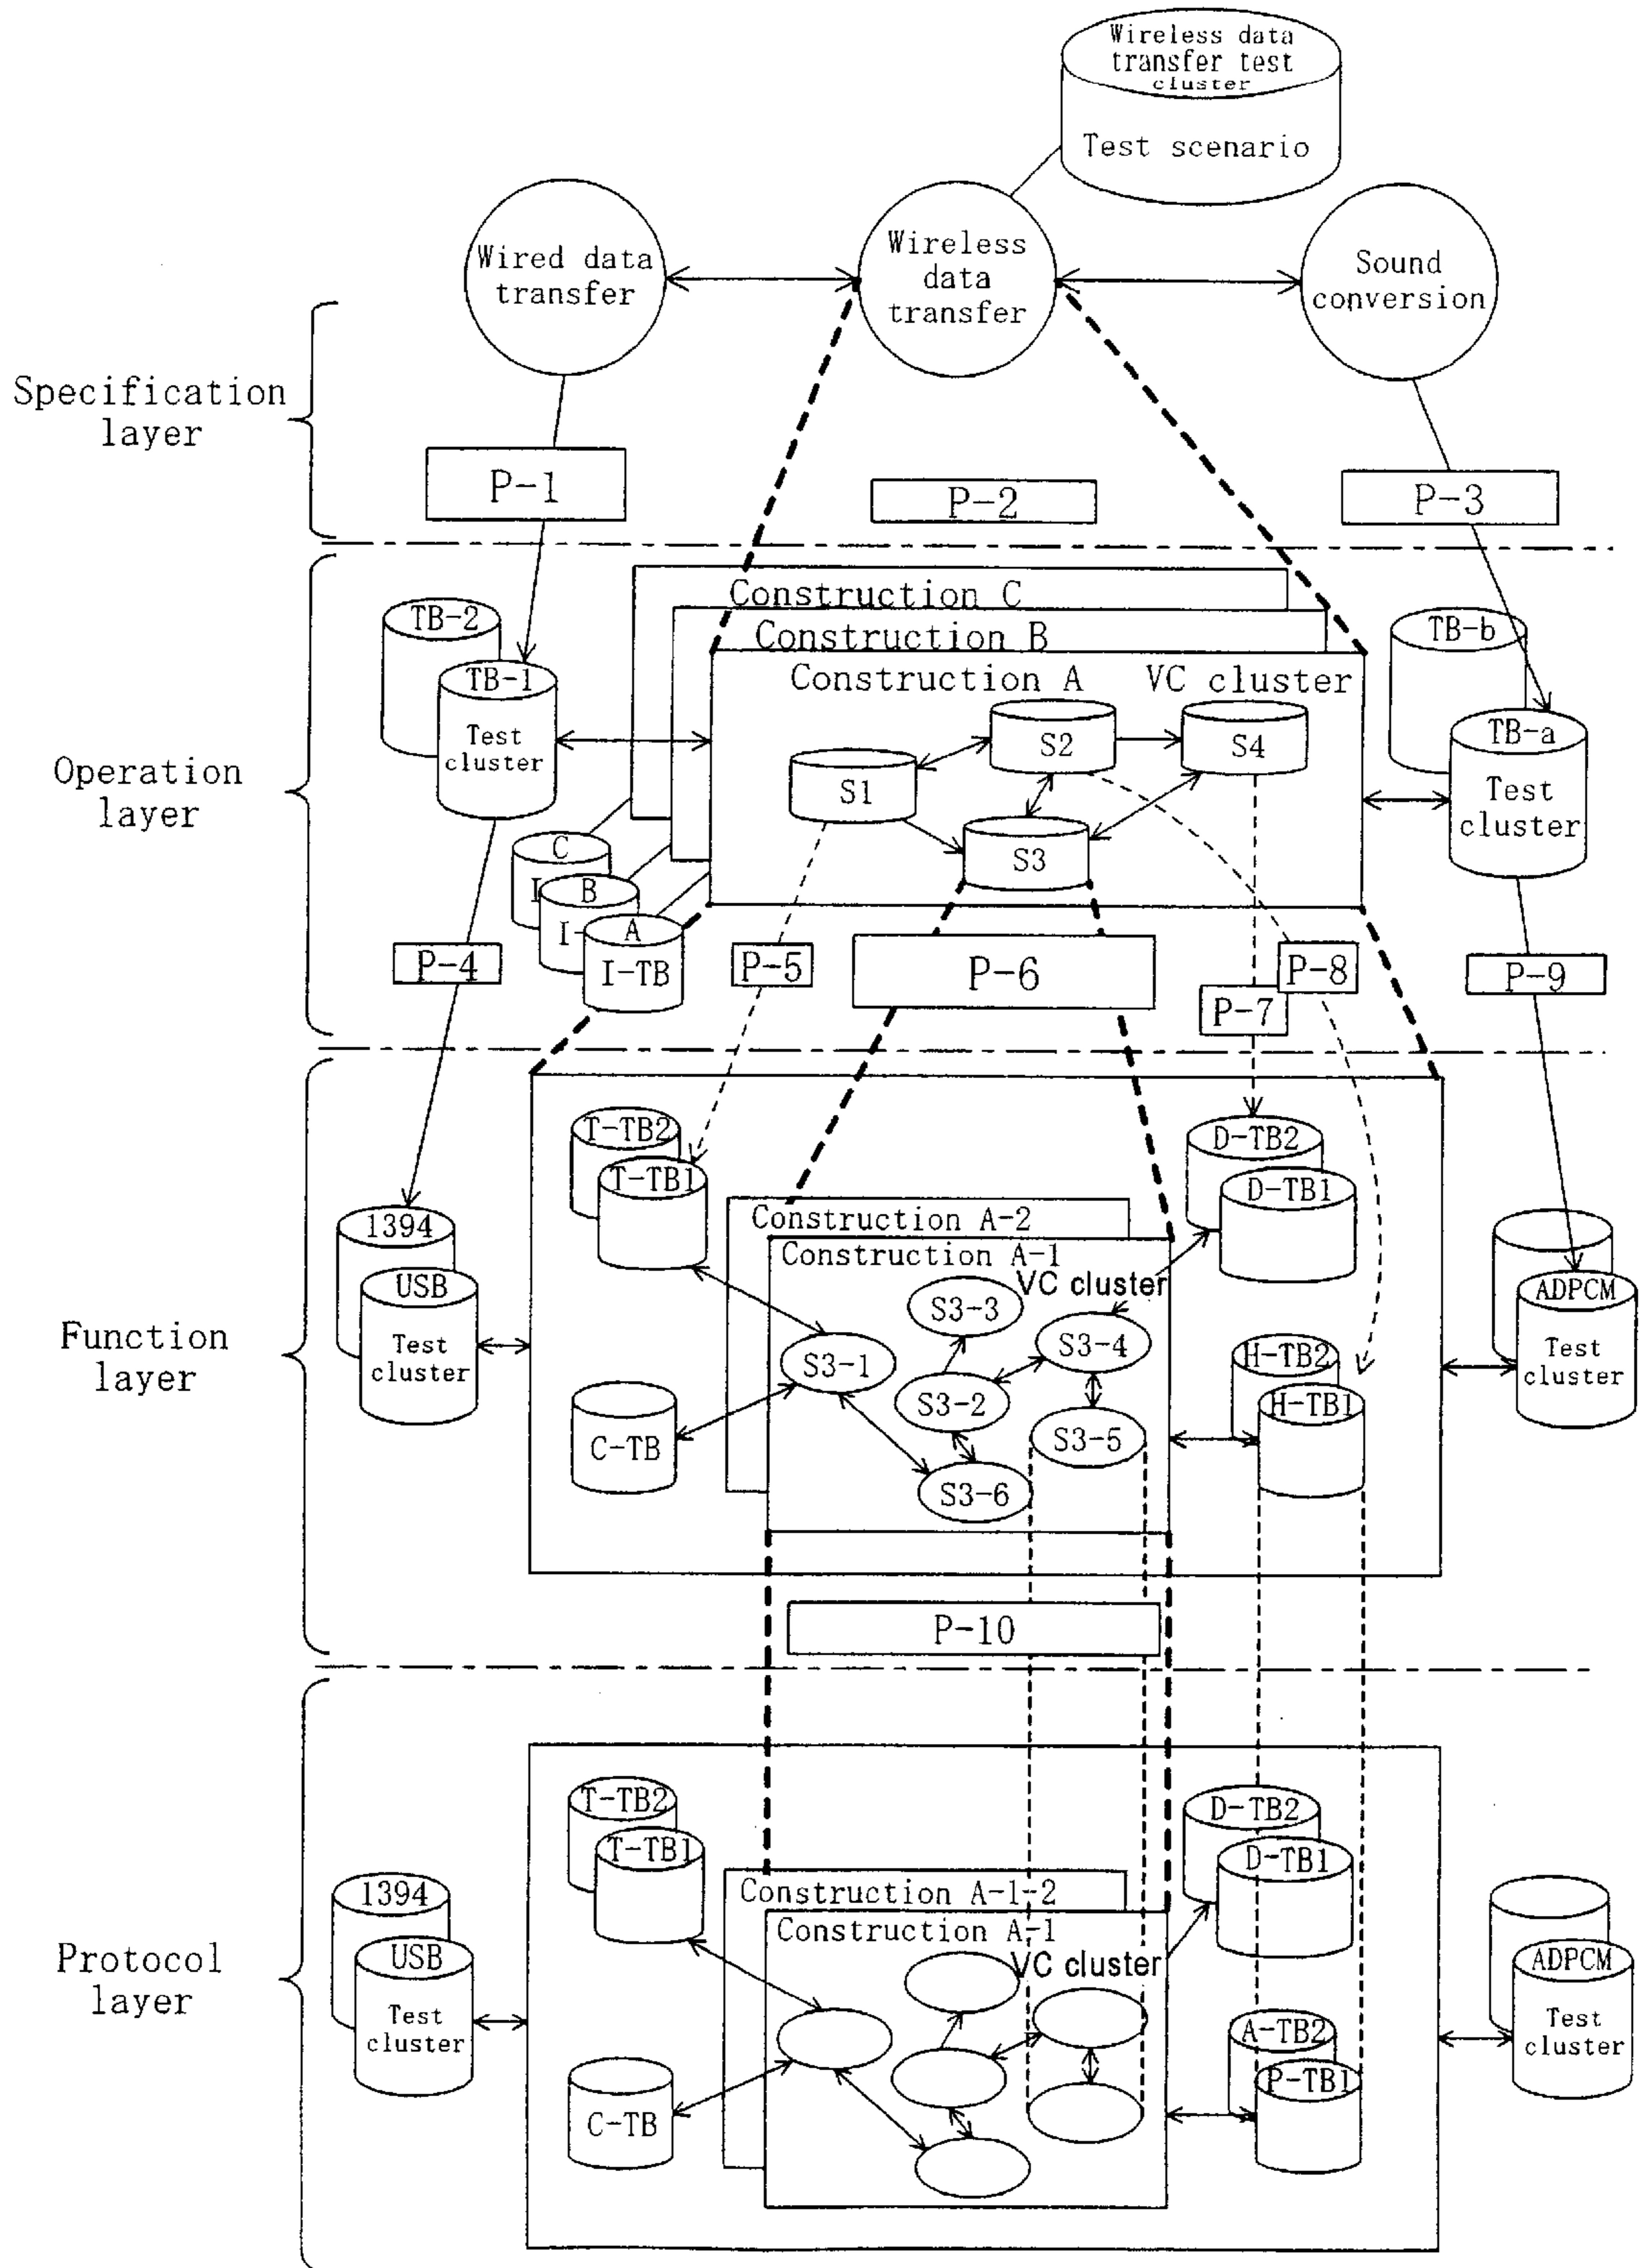 Wireless data
transfer test
cluster
Test scenario
Wired data
transfer
Wireless
data
transfer
Sound
conversion
Specification
layer
P-1
P-2
P-3
Construction C
TB-2
TB-b
Construction B
TB-1
Construction A
VC cluster
TB-a
Test
cluster
S2
S4
Operation
layer
S1
Test
cluster
S3
C
I
B
I-
A
I-TB
P-4
P-5
P-6
P-8
P-7
P-9
T-TB2
D-TB2
T-TB1
D-TB1
1394
Construction A-2
Construction A-1
VC cluster
USB
ADPCM
S3-3
Function
layer
Test
cluster
S3-4
H-TB2
Test
cluster
S3-1
S3-2
H-TB1
C-TB
S3-5
S3-6
P-10
T-TB2
D-TB2
T-TB1
D-TB1
1394
Construction A-1-2
Construction A-1
VC cluster
USB
ADPCM
Protocol
layer
Test
cluster
A-TB2
Test
cluster
P-TB1
C-TB